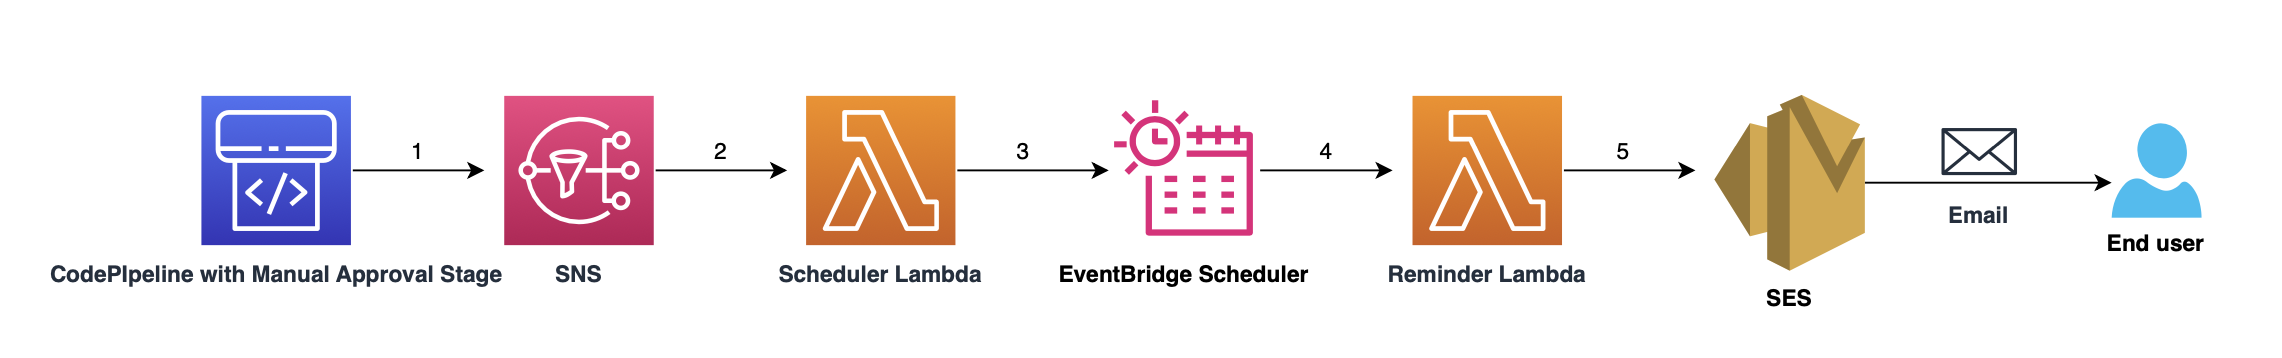 1
2
3
4
5
</>
Email
CodePIpeline with Manual Approval Stage
SNS
Scheduler Lambda
EventBridge Scheduler
Reminder Lambda
SES
End user